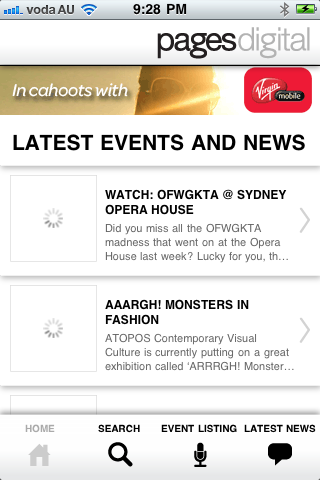 voda AU 9:28 PM
pagesdigital
In cahoots with
Virgin
mobile
LATEST EVENTS AND NEWS
WATCH: OFWGKTA @ SYDNEY
OPERA HOUSE
Did you miss all the OFWGKTA
madness that went on at the Opera
House last week? Lucky for you, th...
AAARGH! MONSTERS IN
FASHION
ATOPOS Contemporary Visual
Culture is currently putting on a great
exhibition called ‘ARRRGH! Monster...
HOME SEARCH EVENT LISTING LATEST NEWS